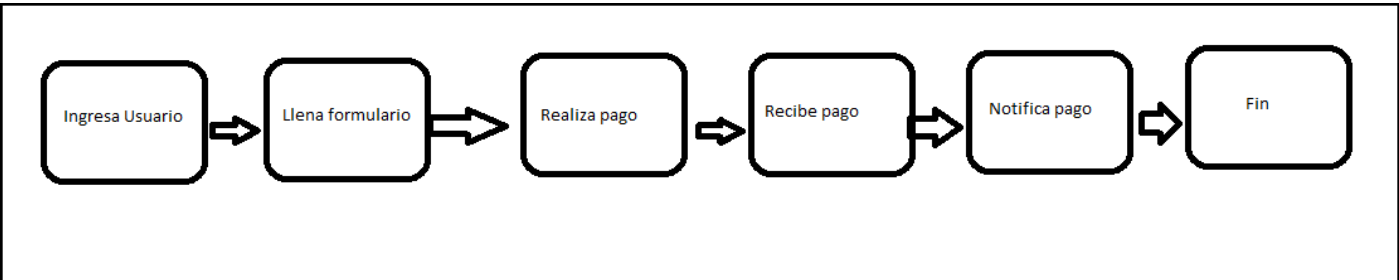 Ingresa Usuario
Llena formulario
Realiza pago
Recibe pago
Notifica pago
Fin